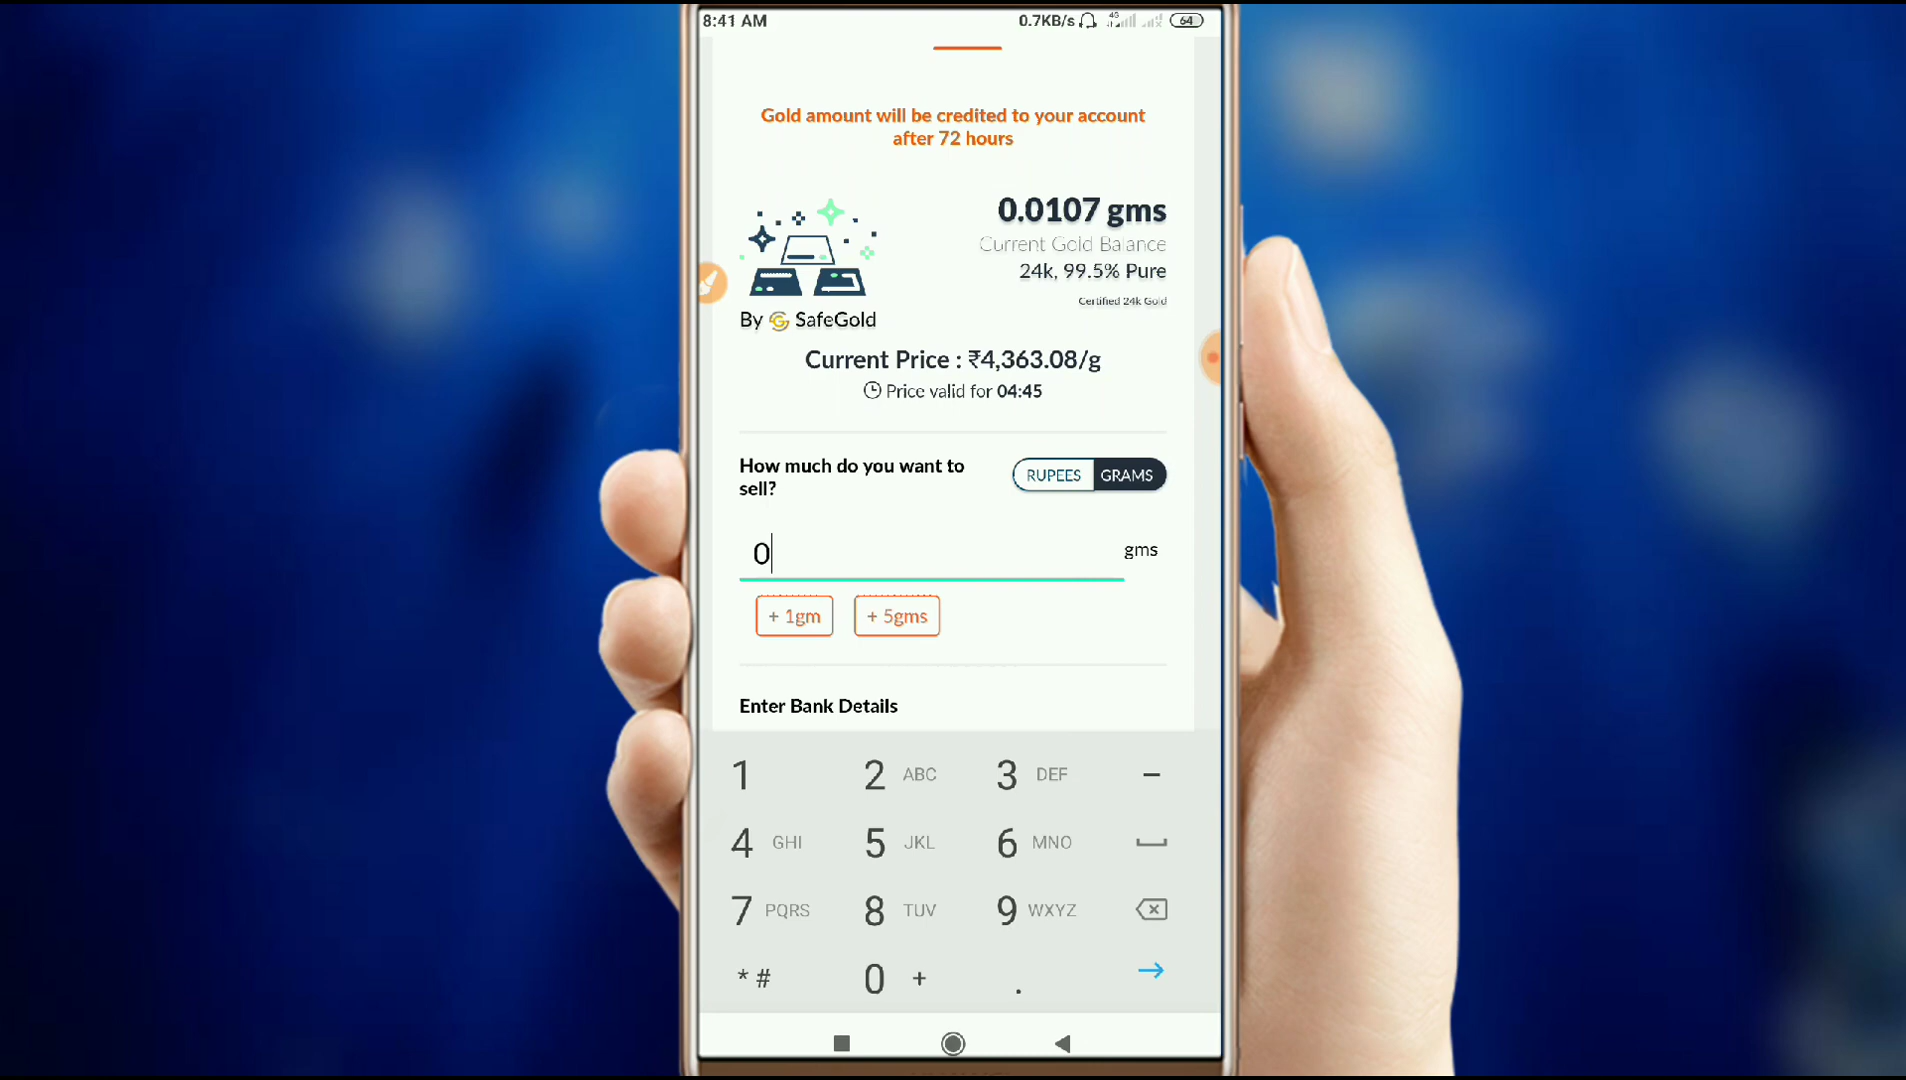 8:41 AM 0.7KB/s 4G 64
Gold amount will be credited to your account
after 72 hours
0.0107 gms
Current Gold Balance
24k, 99.5% Pure
Certified 24k Gold
By SafeGold
Current Price : ₹4,363.08/g
Price valid for 04:45
How much do you want to
sell?
RUPEES GRAMS
0 gms
+ 1gm + 5gms
Enter Bank Details
1 2 ABC 3 DEF –
4 GHI 5 JKL 6 MNO
7 PQRS 8 TUV 9 WXYZ
* # 0 + .